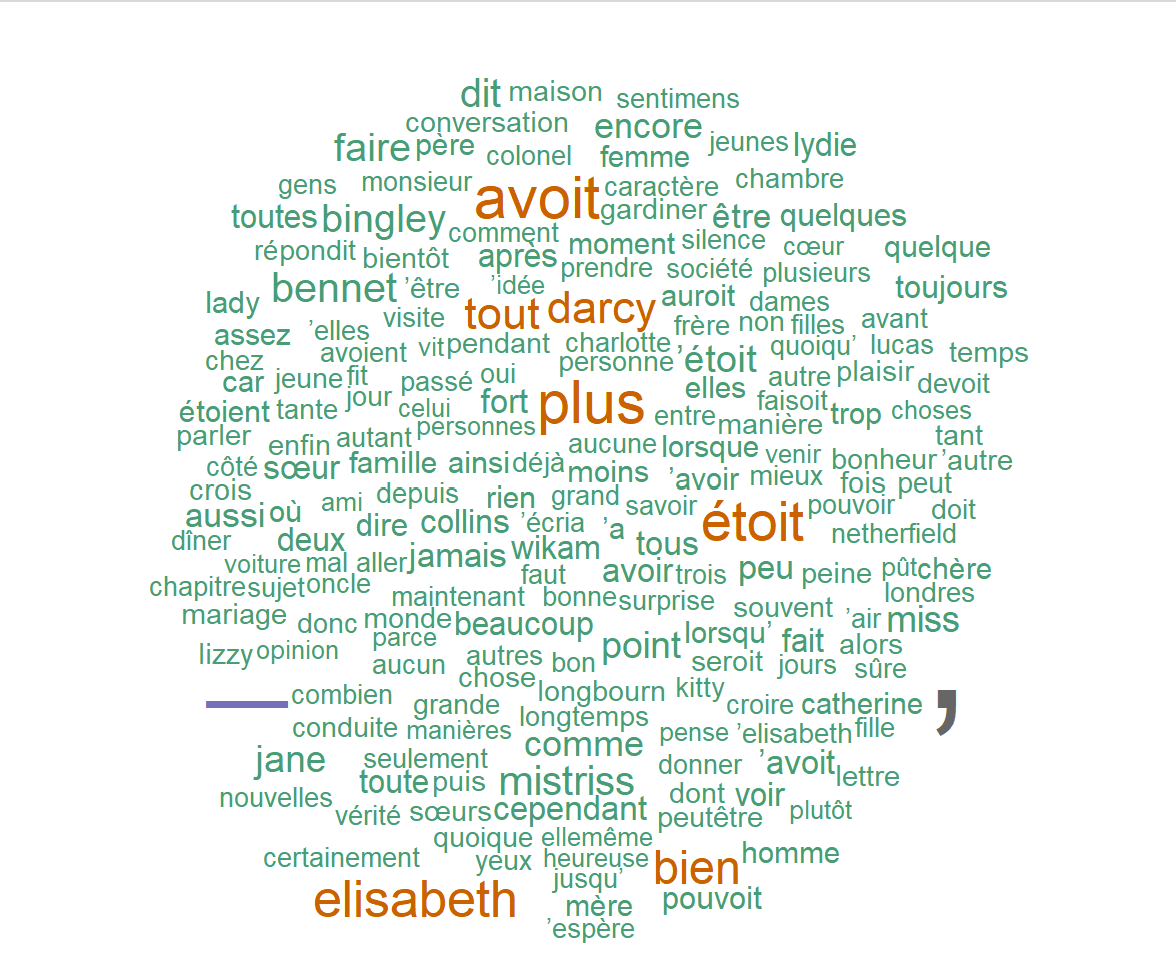 dit maison sentimens
conversation encore
faire père colonel femme jeunes lydie
gens monsieur avoit caractère chambre
toutes bingley gardiner être quelques
comment moment silence cœur quelque
répondit bientôt après prendre société plusieurs
bennet ’être ’idée auroit dames toujours
lady visite tout darcy frère non filles avant
assez ’elles
chez avoient vit pendant charlotte ’étoit quoiqu’ lucas temps
personne
car jeune fit passé oui elles autre plaisir devoit
étoient tante jour celui fort plus entre faisoit trop choses
parler enfin autant personnes manière tant
aucune lorsque venir bonheur ’autre
côté sœur famille ainsi déjà moins ’avoir mieux fois peut
crois ami depuis rien grand savoir pouvoir doit
aussi où dire collins ’écria ’a étoit netherfield
dîner deux jamais wikam tous
voiture mal aller faut avoir trois peu peine pût chère
chapitre sujet oncle maintenant bonne surprise souvent londres
mariage donc monde beaucoup lorsqu’ ’air miss
parce point fait alors
lizzy opinion aucun autres bon seroit jours sûre
chose longbourn kitty
— combien grande croire catherine ’
conduite manières longtemps pense ’elisabeth fille
jane seulement comme donner ’avoit lettre
toute puis mistriss
nouvelles vérité sœurs cependant dont voir plutôt
peutêtre
quoique ellemême
certainement yeux heureuse bien homme
elisabeth jusqu’ pouvoit
mère
’espère